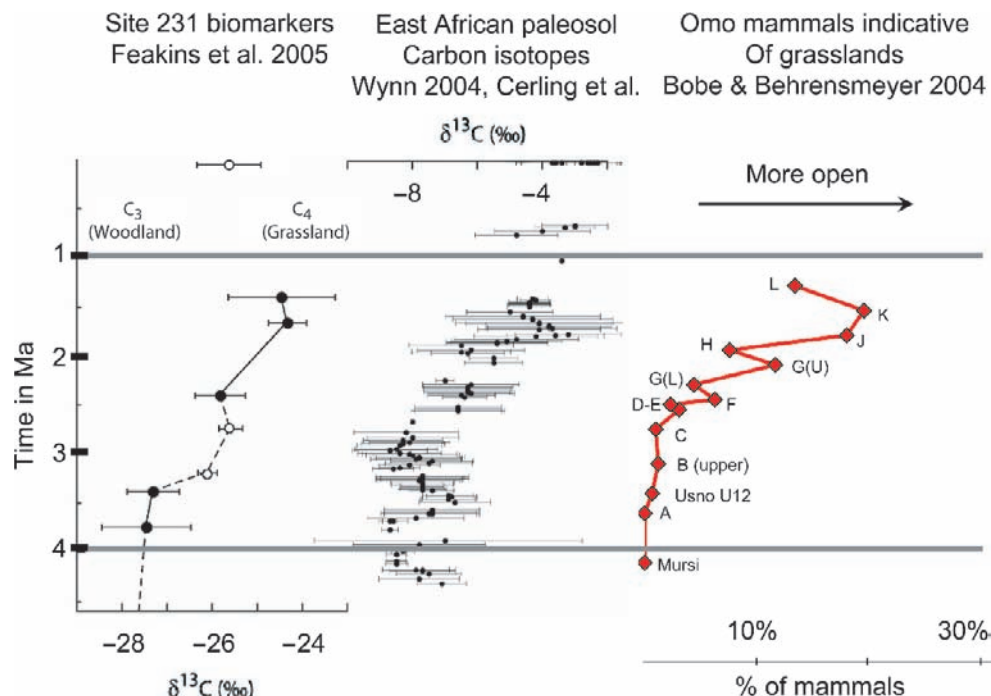 Site 231 biomarkers
Feakins et al. 2005
East African paleosol
Carbon isotopes
Wynn 2004, Cerling et al.
Omo mammals indicative
Of grasslands
Bobe & Behrensmeyer 2004
δ¹³C (‰)
−8
−4
More open
C₃
(Woodland)
C₄
(Grassland)
Time in Ma
1
2
3
4
L
K
J
H
G(U)
G(L)
F
D-E
C
B (upper)
Usno U12
A
Mursi
−28
−26
−24
δ¹³C (‰)
10%
30%
% of mammals